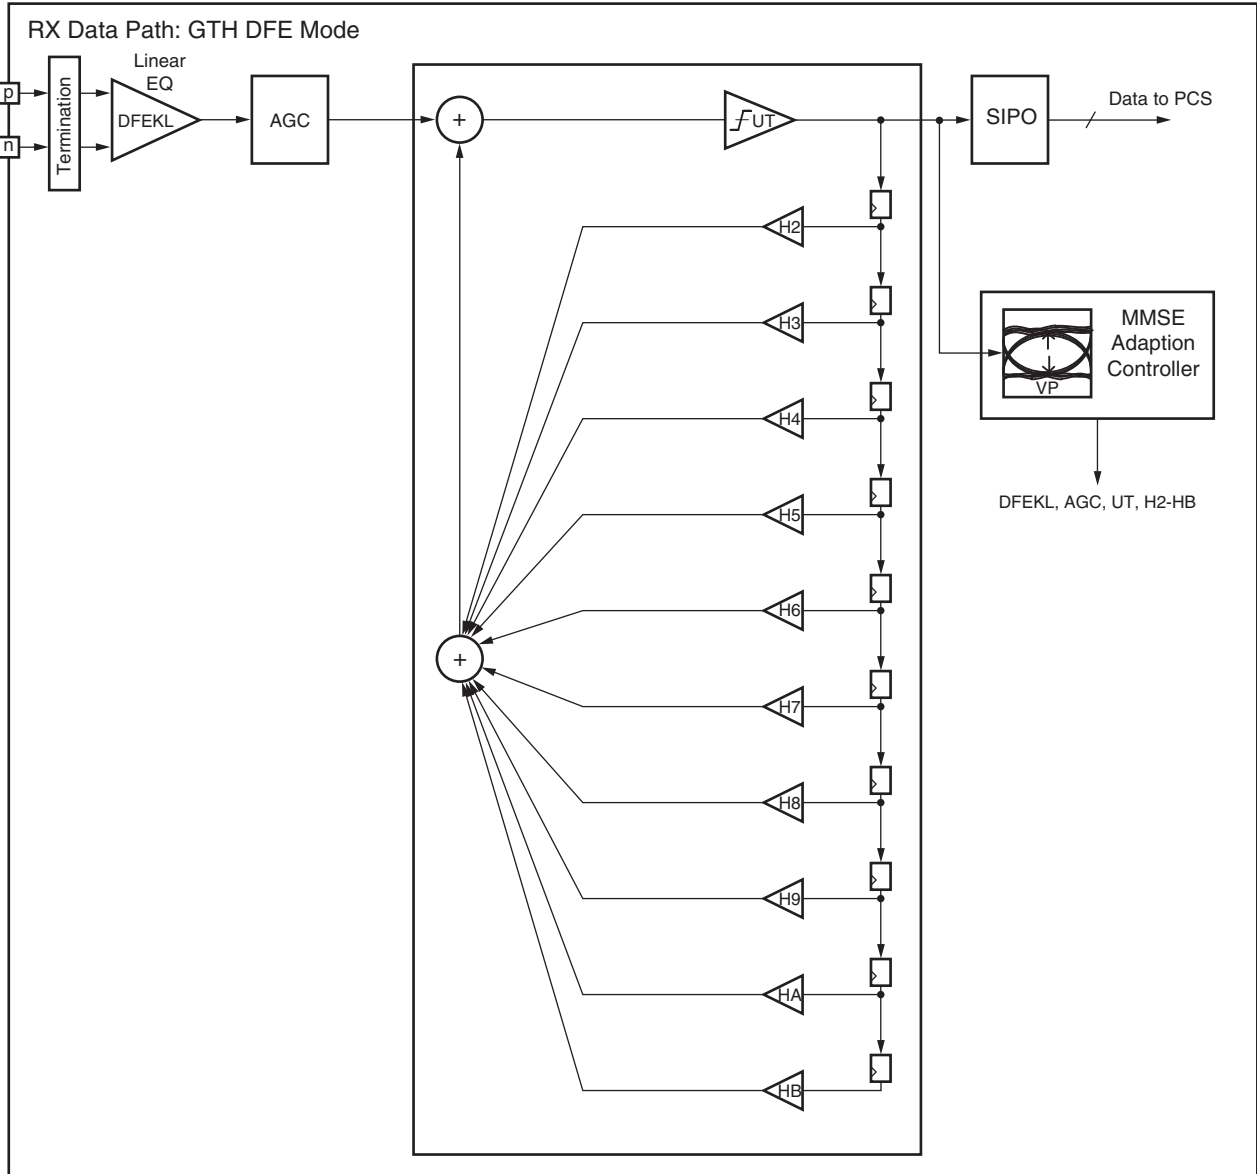 RX Data Path: GTH DFE Mode
p
n
Termination
Linear
EQ
DFEKL
AGC
+
UT
SIPO
Data to PCS
H2
H3
H4
H5
H6
+
H7
H8
H9
HA
HB
MMSE
Adaption
Controller
VP
DFEKL, AGC, UT, H2-HB